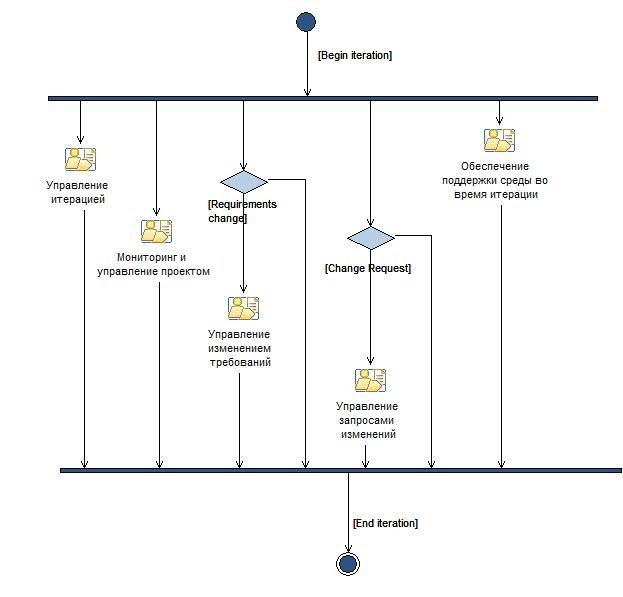 [Begin iteration]
Управление
итерацией
Мониторинг и
управление проектом
[Requirements
change]
Управление
изменением
требований
[Change Request]
Управление
запросами
изменений
Обеспечение
поддержки среды во
время итерации
[End iteration]